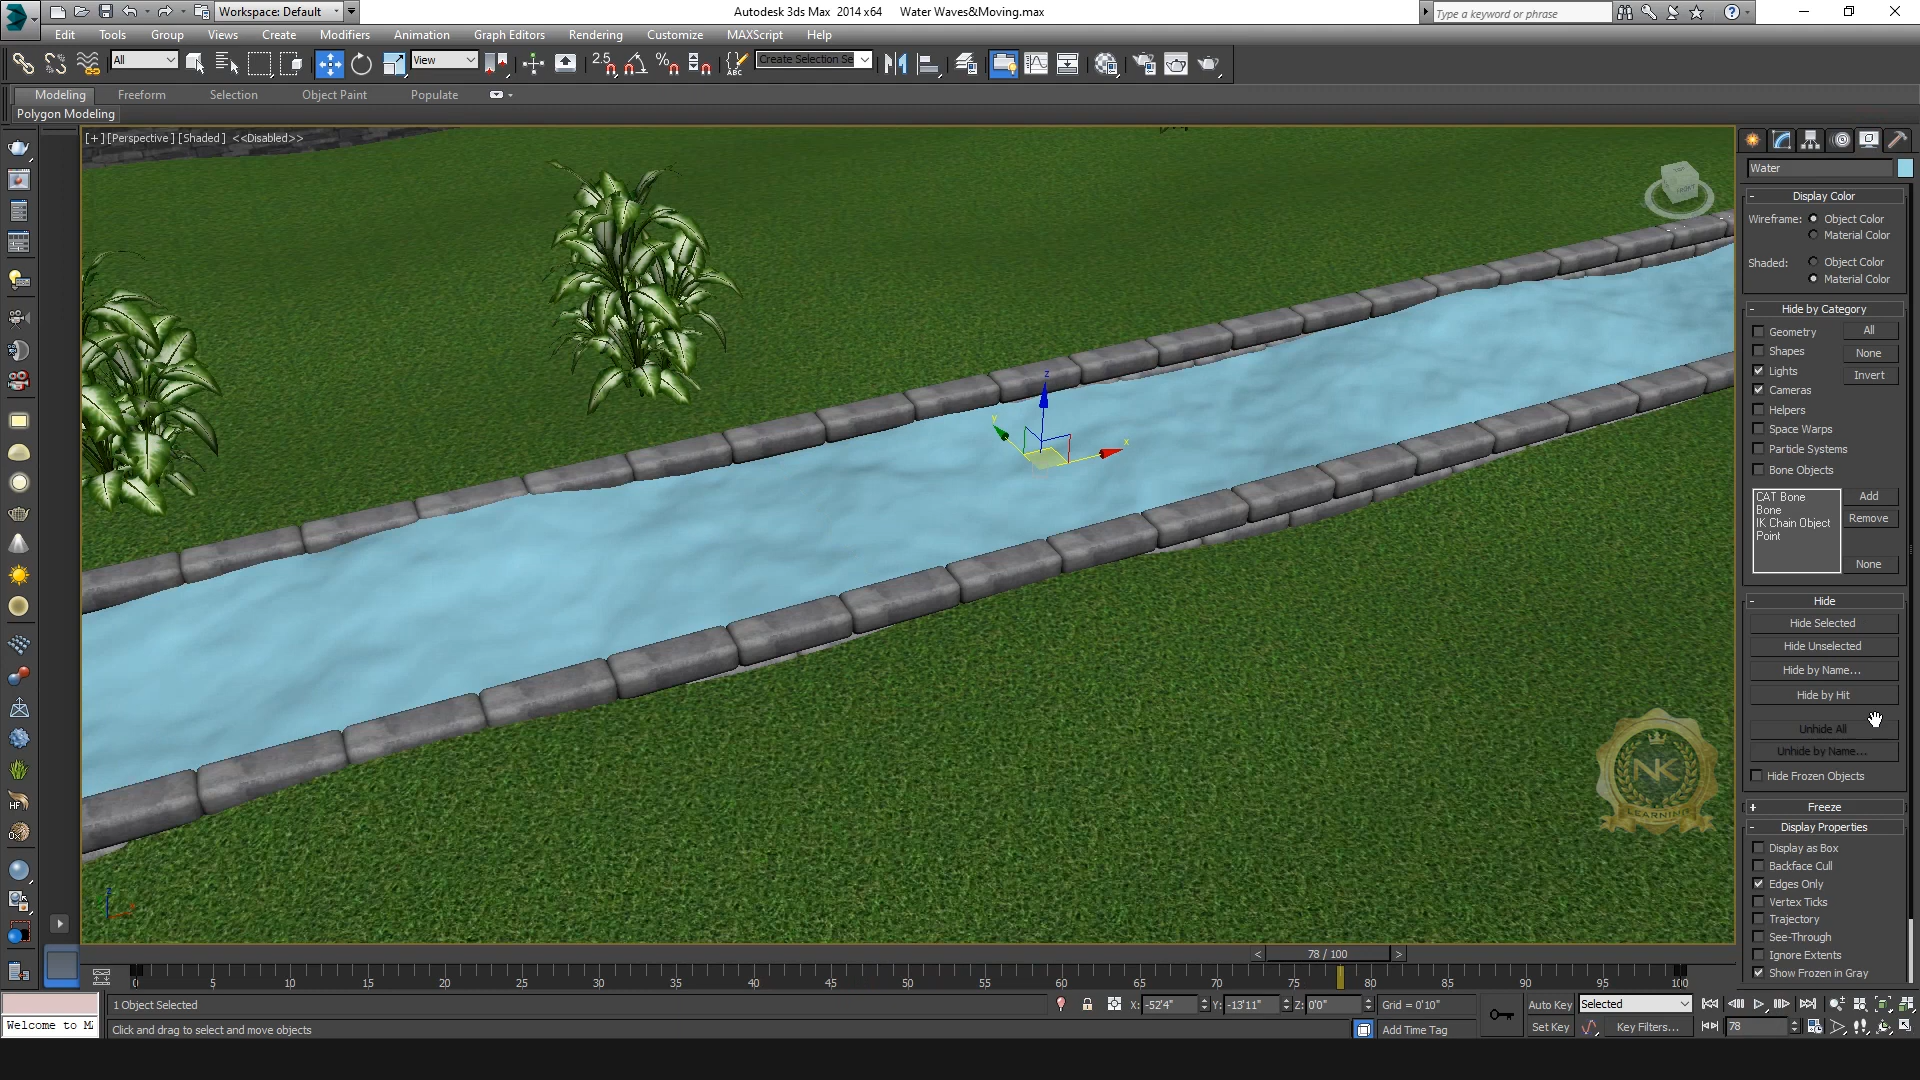 Workspace: Default
Autodesk 3ds Max 2014 x64 Water Waves&Moving.max
Type a keyword or phrase
Edit Tools Group Views Create Modifiers Animation Graph Editors Rendering Customize MAXScript Help
All
View
2.5
Create Selection Se
Modeling Freeform Selection Object Paint Populate
Polygon Modeling
[+][Perspective][Shaded] <<Disabled>>
Water
Display Color
Wireframe: Object Color
Material Color
Shaded: Object Color
Material Color
Hide by Category
Geometry All
Shapes None
Lights Invert
Cameras
Helpers
Space Warps
Particle Systems
Bone Objects
CAT Bone Add
Bone
IK Chain Object Remove
Point
None
Hide
Hide Selected
Hide Unselected
Hide by Name...
Hide by Hit
Unhide All
Unhide by Name...
Hide Frozen Objects
NK
LEARNING
Freeze
Display Properties
Display as Box
Backface Cull
Edges Only
Vertex Ticks
Trajectory
See-Through
Ignore Extents
Show Frozen in Gray
z
y
x
HF
78 / 100
0 5 10 15 20 25 30 35 40 45 50 55 60 65 70 75 80 85 90 95 100
1 Object Selected X: -52'4" Y: -13'11" Z: 0'0" Grid = 0'10" Auto Key Selected
Welcome to M
Click and drag to select and move objects Add Time Tag Set Key Key Filters... 78